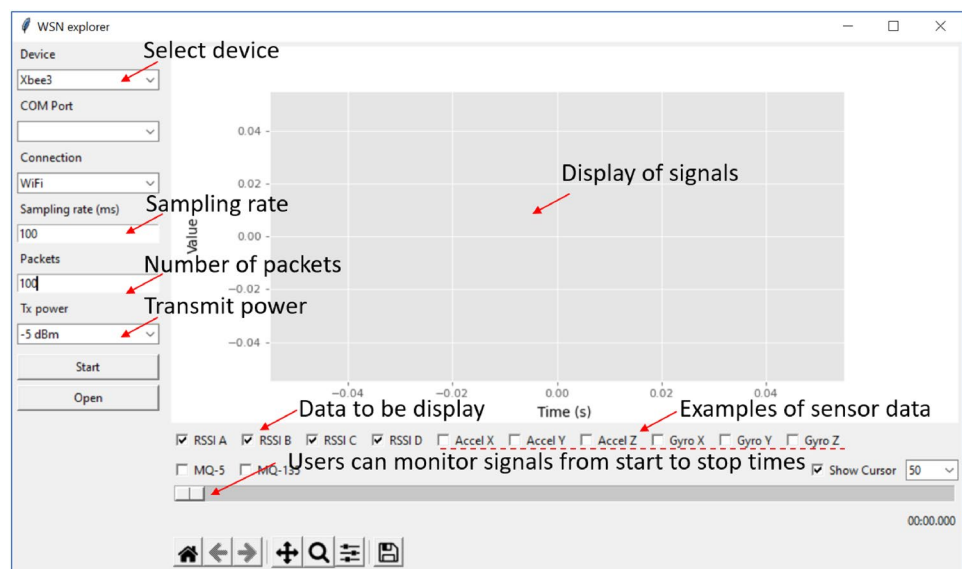 WSN explorer
Device
Select device
Xbee3
COM Port
Connection
WiFi
Sampling rate (ms)
Sampling rate
100
Packets
Number of packets
100
Tx power
Transmit power
-5 dBm
Start
Open
Display of signals
Value
0.04
0.02
0.00
−0.02
−0.04
−0.04 −0.02 0.00 0.02 0.04
Time (s)
Data to be display
Examples of sensor data
RSSI A RSSI B RSSI C RSSI D Accel X Accel Y Accel Z Gyro X Gyro Y Gyro Z
Users can monitor signals from start to stop times
MQ-5 MQ-135 Show Cursor 50
00:00.000